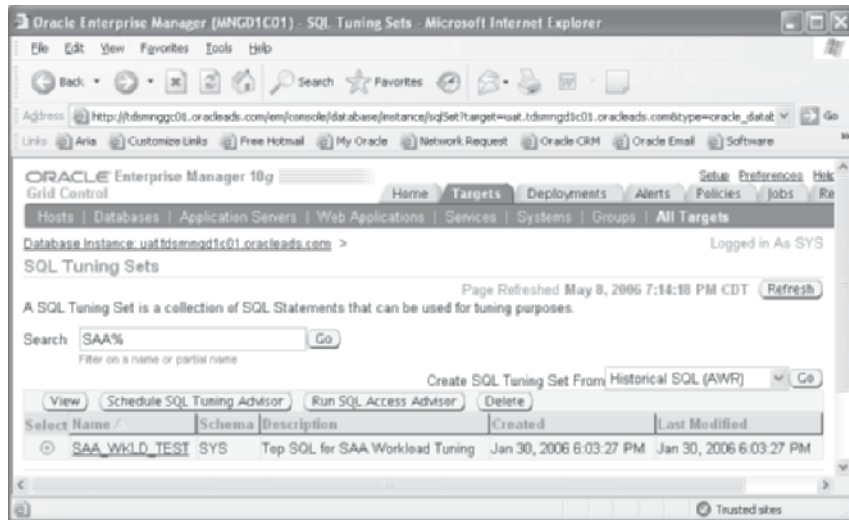 Oracle Enterprise Manager (MNGD1C01) - SQL Tuning Sets - Microsoft Internet Explorer
File Edit View Favorites Tools Help
Back Search Favorites
Address http://tdsmnggc01.oracleads.com/em/console/database/instance/sqlSet?target=uat.tdsmngd1c01.oracleads.com&type=oracle_datab Go
Links Aria Customize Links Free Hotmail My Oracle Network Request Oracle CRM Oracle Email Software
ORACLE Enterprise Manager 10g
Setup Preferences Help
Grid Control
Home Targets Deployments Alerts Policies Jobs Re
Hosts | Databases | Application Servers | Web Applications | Services | Systems | Groups | All Targets
Database Instance: uat.tdsmngd1c01.oracleads.com >
Logged in As SYS
SQL Tuning Sets
Page Refreshed May 8, 2006 7:14:18 PM CDT Refresh
A SQL Tuning Set is a collection of SQL Statements that can be used for tuning purposes.
Search SAA% Go
Filter on a name or partial name
Create SQL Tuning Set From Historical SQL (AWR) Go
View Schedule SQL Tuning Advisor Run SQL Access Advisor Delete
Select Name Schema Description Created Last Modified
SAA_WKLD_TEST SYS Top SQL for SAA Workload Tuning Jan 30, 2006 6:03:27 PM Jan 30, 2006 6:03:27 PM
Trusted sites